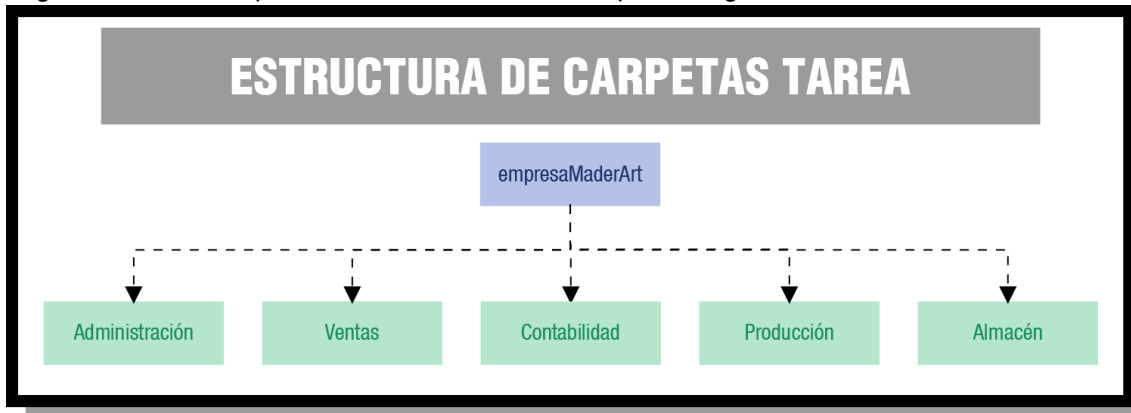 ESTRUCTURA DE CARPETAS TAREA
empresaMaderArt
Administración
Ventas
Contabilidad
Producción
Almacén